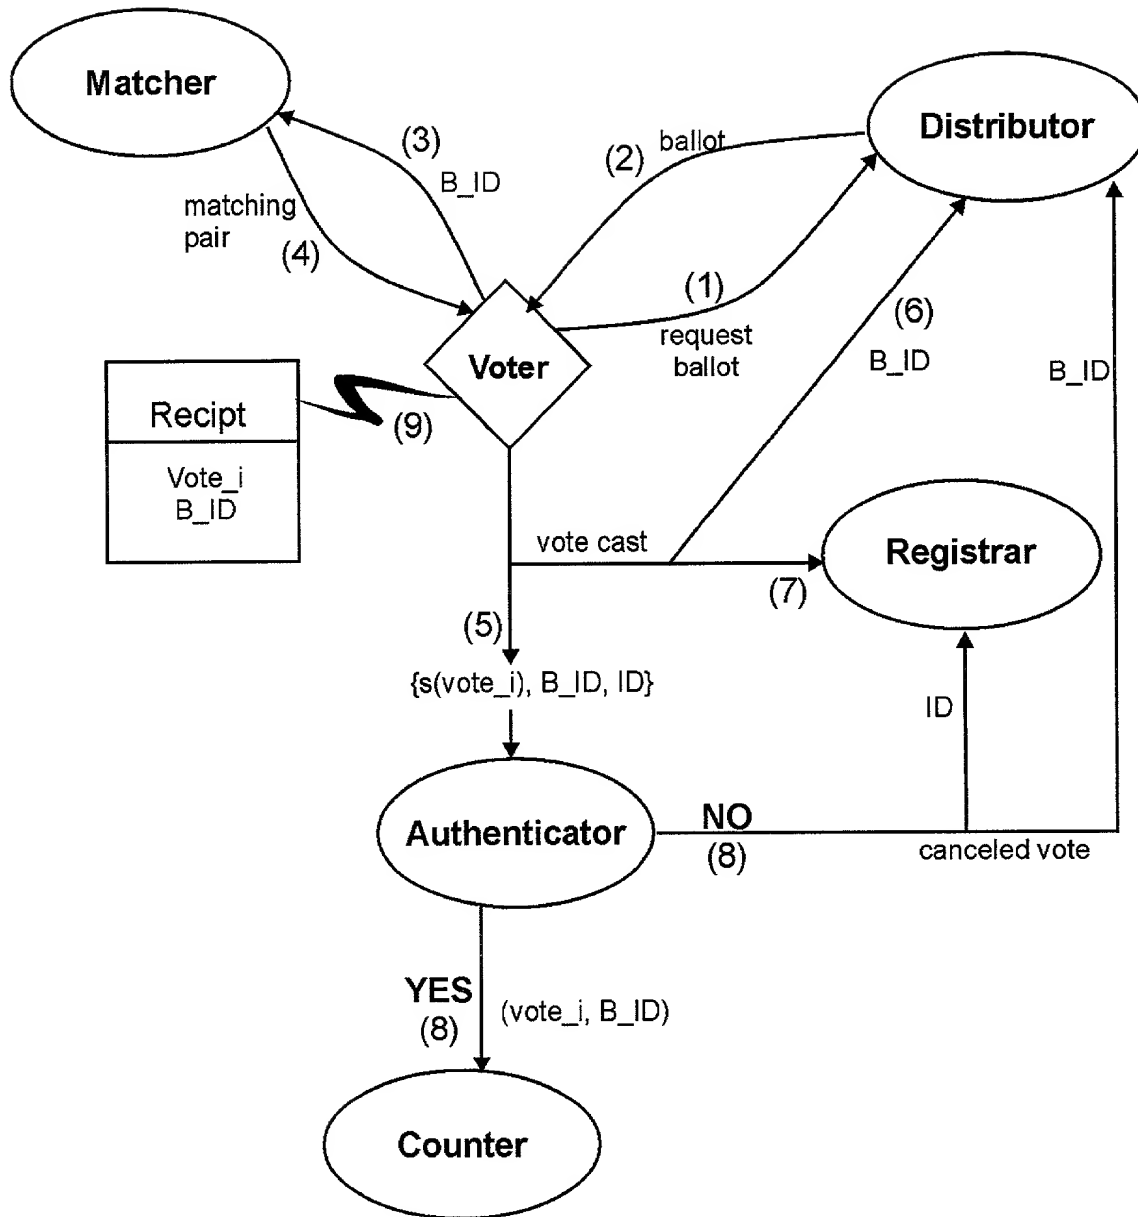 Matcher
Distributor
(3)
B_ID
(2)
ballot
matching
pair
(4)
(1)
request
ballot
(6)
B_ID
B_ID
Voter
Recipt
Vote_i
B_ID
(9)
vote cast
Registrar
(7)
(5)
{s(vote_i), B_ID, ID}
ID
Authenticator
NO
(8)
canceled vote
YES
(8)
(vote_i, B_ID)
Counter